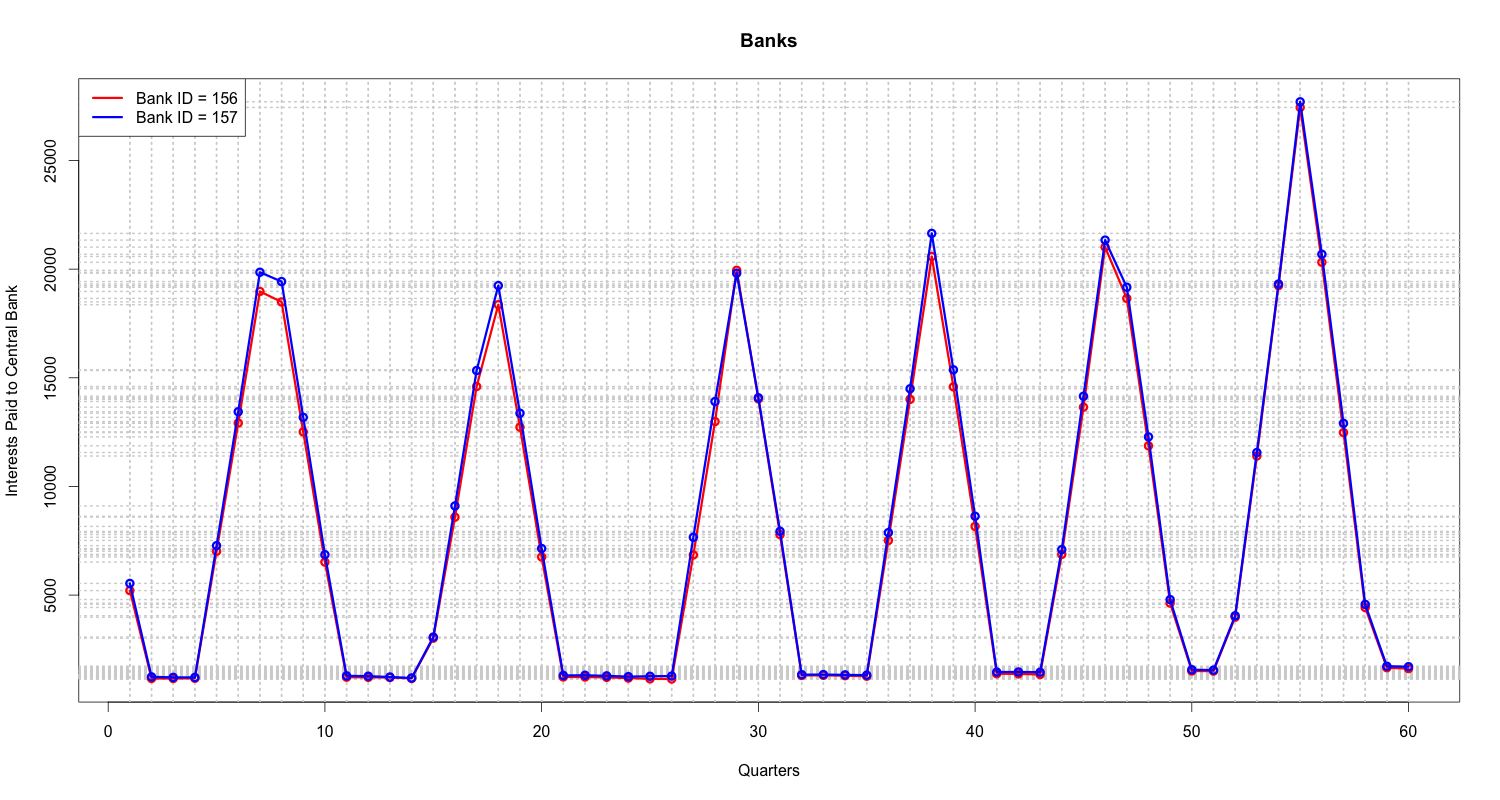 Banks
Bank ID = 156
Bank ID = 157
Interests Paid to Central Bank
25000
20000
15000
10000
5000
0 10 20 30 40 50 60
Quarters